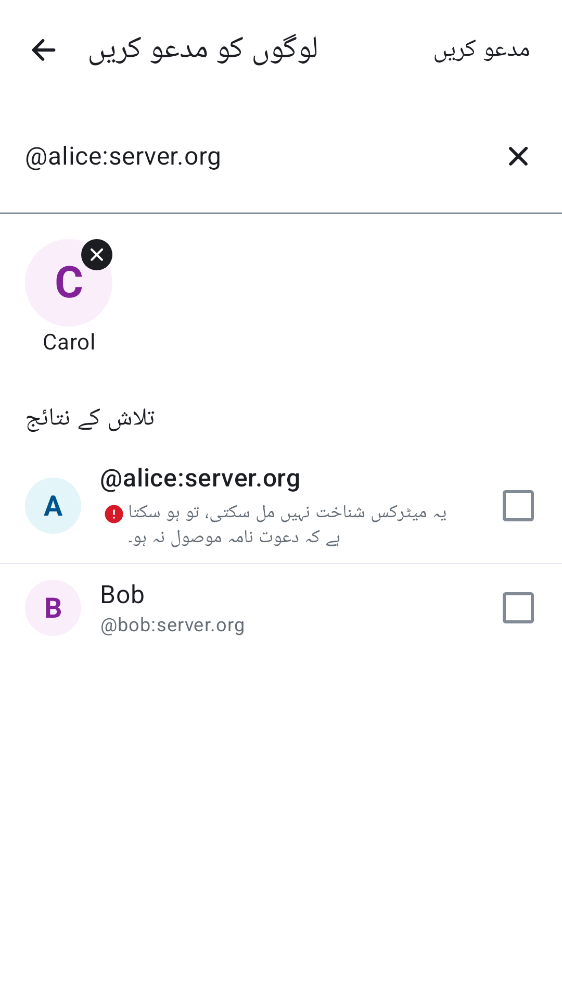 لوگوں کو مدعو کریں
مدعو کریں
@alice:server.org
C
Carol
تلاش کے نتائج
A
@alice:server.org
یہ میٹرکس شناخت نہیں مل سکتی، تو ہو سکتا
ہے کہ دعوت نامہ موصول نہ ہو۔
B
Bob
@bob:server.org